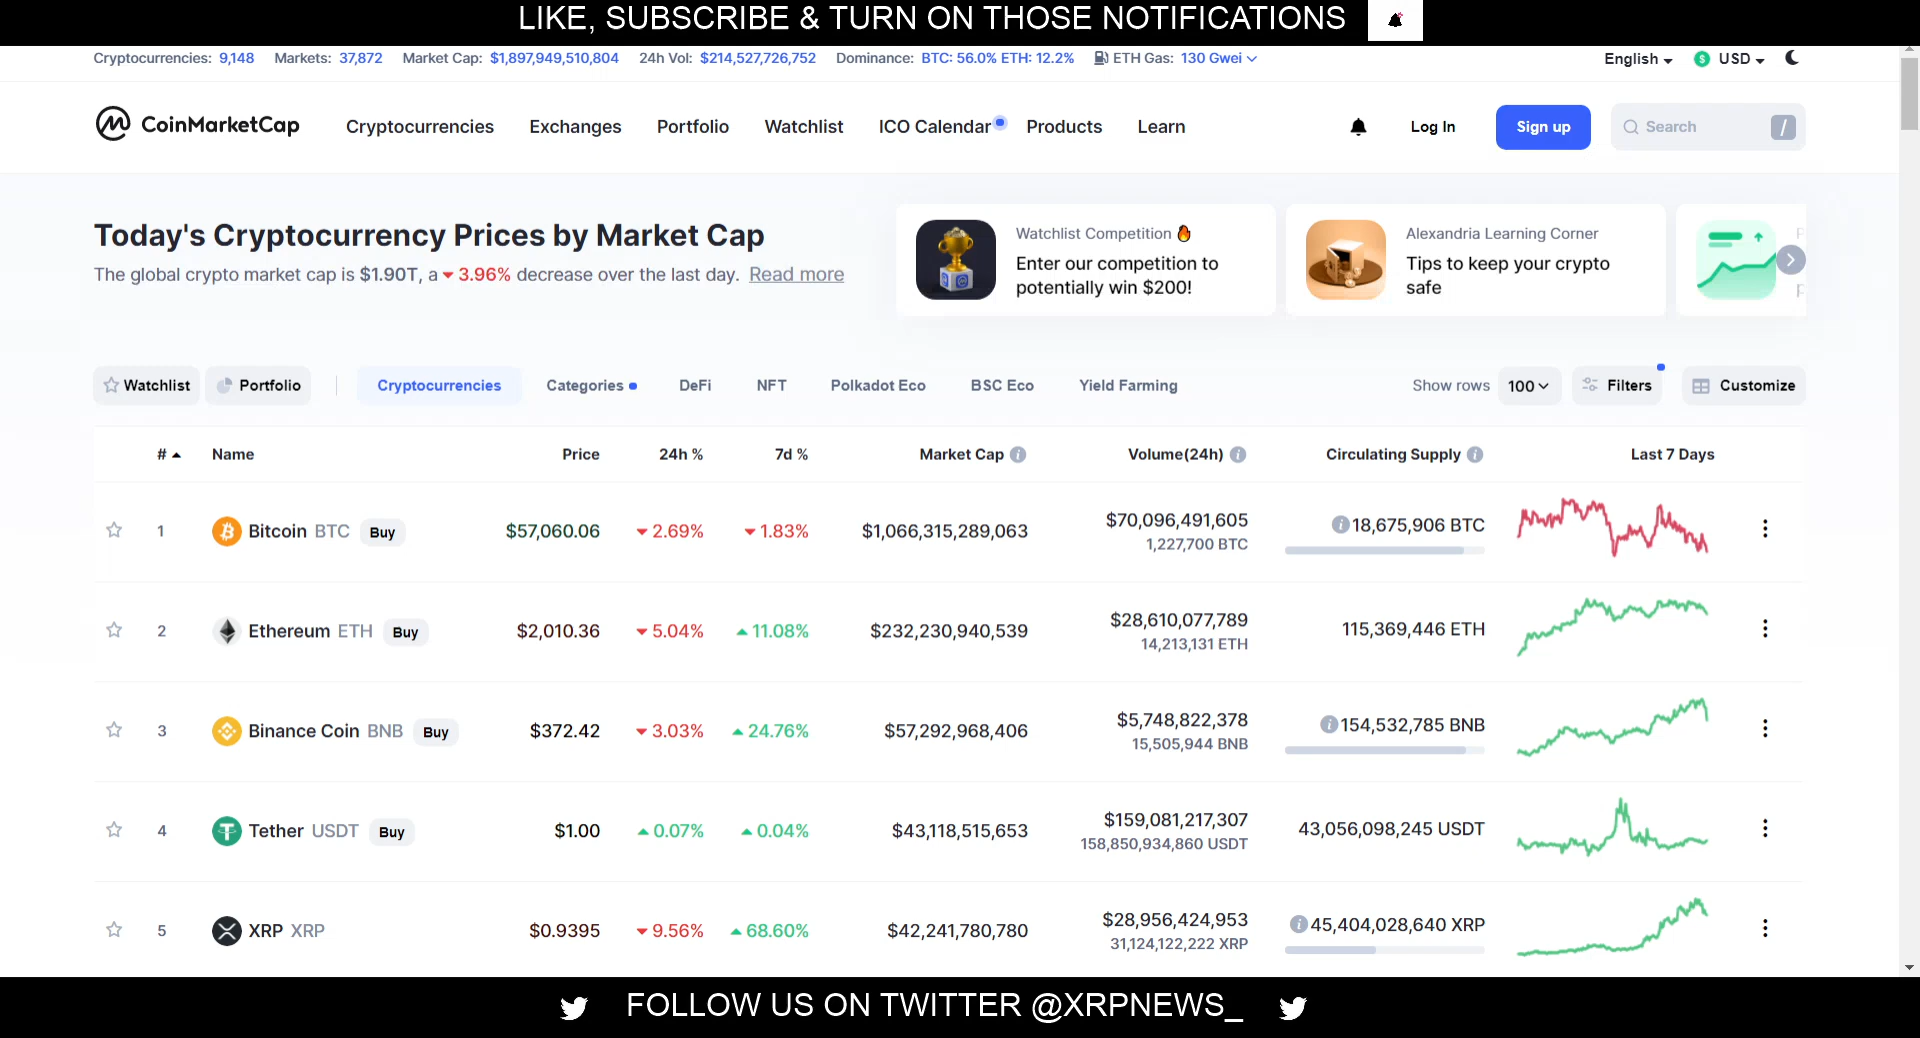 LIKE, SUBSCRIBE & TURN ON THOSE NOTIFICATIONS
Cryptocurrencies: 9,148 Markets: 37,872 Market Cap: $1,897,949,510,804 24h Vol: $214,527,726,752 Dominance: BTC: 56.0% ETH: 12.2% ETH Gas: 130 Gwei English USD
CoinMarketCap Cryptocurrencies Exchanges Portfolio Watchlist ICO Calendar Products Learn Log In Sign up Search /
Today's Cryptocurrency Prices by Market Cap
The global crypto market cap is $1.90T, a 3.96% decrease over the last day. Read more
Watchlist Competition
Enter our competition to
potentially win $200!
Alexandria Learning Corner
Tips to keep your crypto
safe
Watchlist Portfolio Cryptocurrencies Categories DeFi NFT Polkadot Eco BSC Eco Yield Farming Show rows 100 Filters Customize
# Name Price 24h % 7d % Market Cap Volume(24h) Circulating Supply Last 7 Days
1 Bitcoin BTC Buy $57,060.06 2.69% 1.83% $1,066,315,289,063 $70,096,491,605 18,675,906 BTC
1,227,700 BTC
2 Ethereum ETH Buy $2,010.36 5.04% 11.08% $232,230,940,539 $28,610,077,789 115,369,446 ETH
14,213,131 ETH
3 Binance Coin BNB Buy $372.42 3.03% 24.76% $57,292,968,406 $5,748,822,378 154,532,785 BNB
15,505,944 BNB
4 Tether USDT Buy $1.00 0.07% 0.04% $43,118,515,653 $159,081,217,307 43,056,098,245 USDT
158,850,934,860 USDT
5 XRP XRP $0.9395 9.56% 68.60% $42,241,780,780 $28,956,424,953 45,404,028,640 XRP
31,124,122,222 XRP
FOLLOW US ON TWITTER @XRPNEWS_